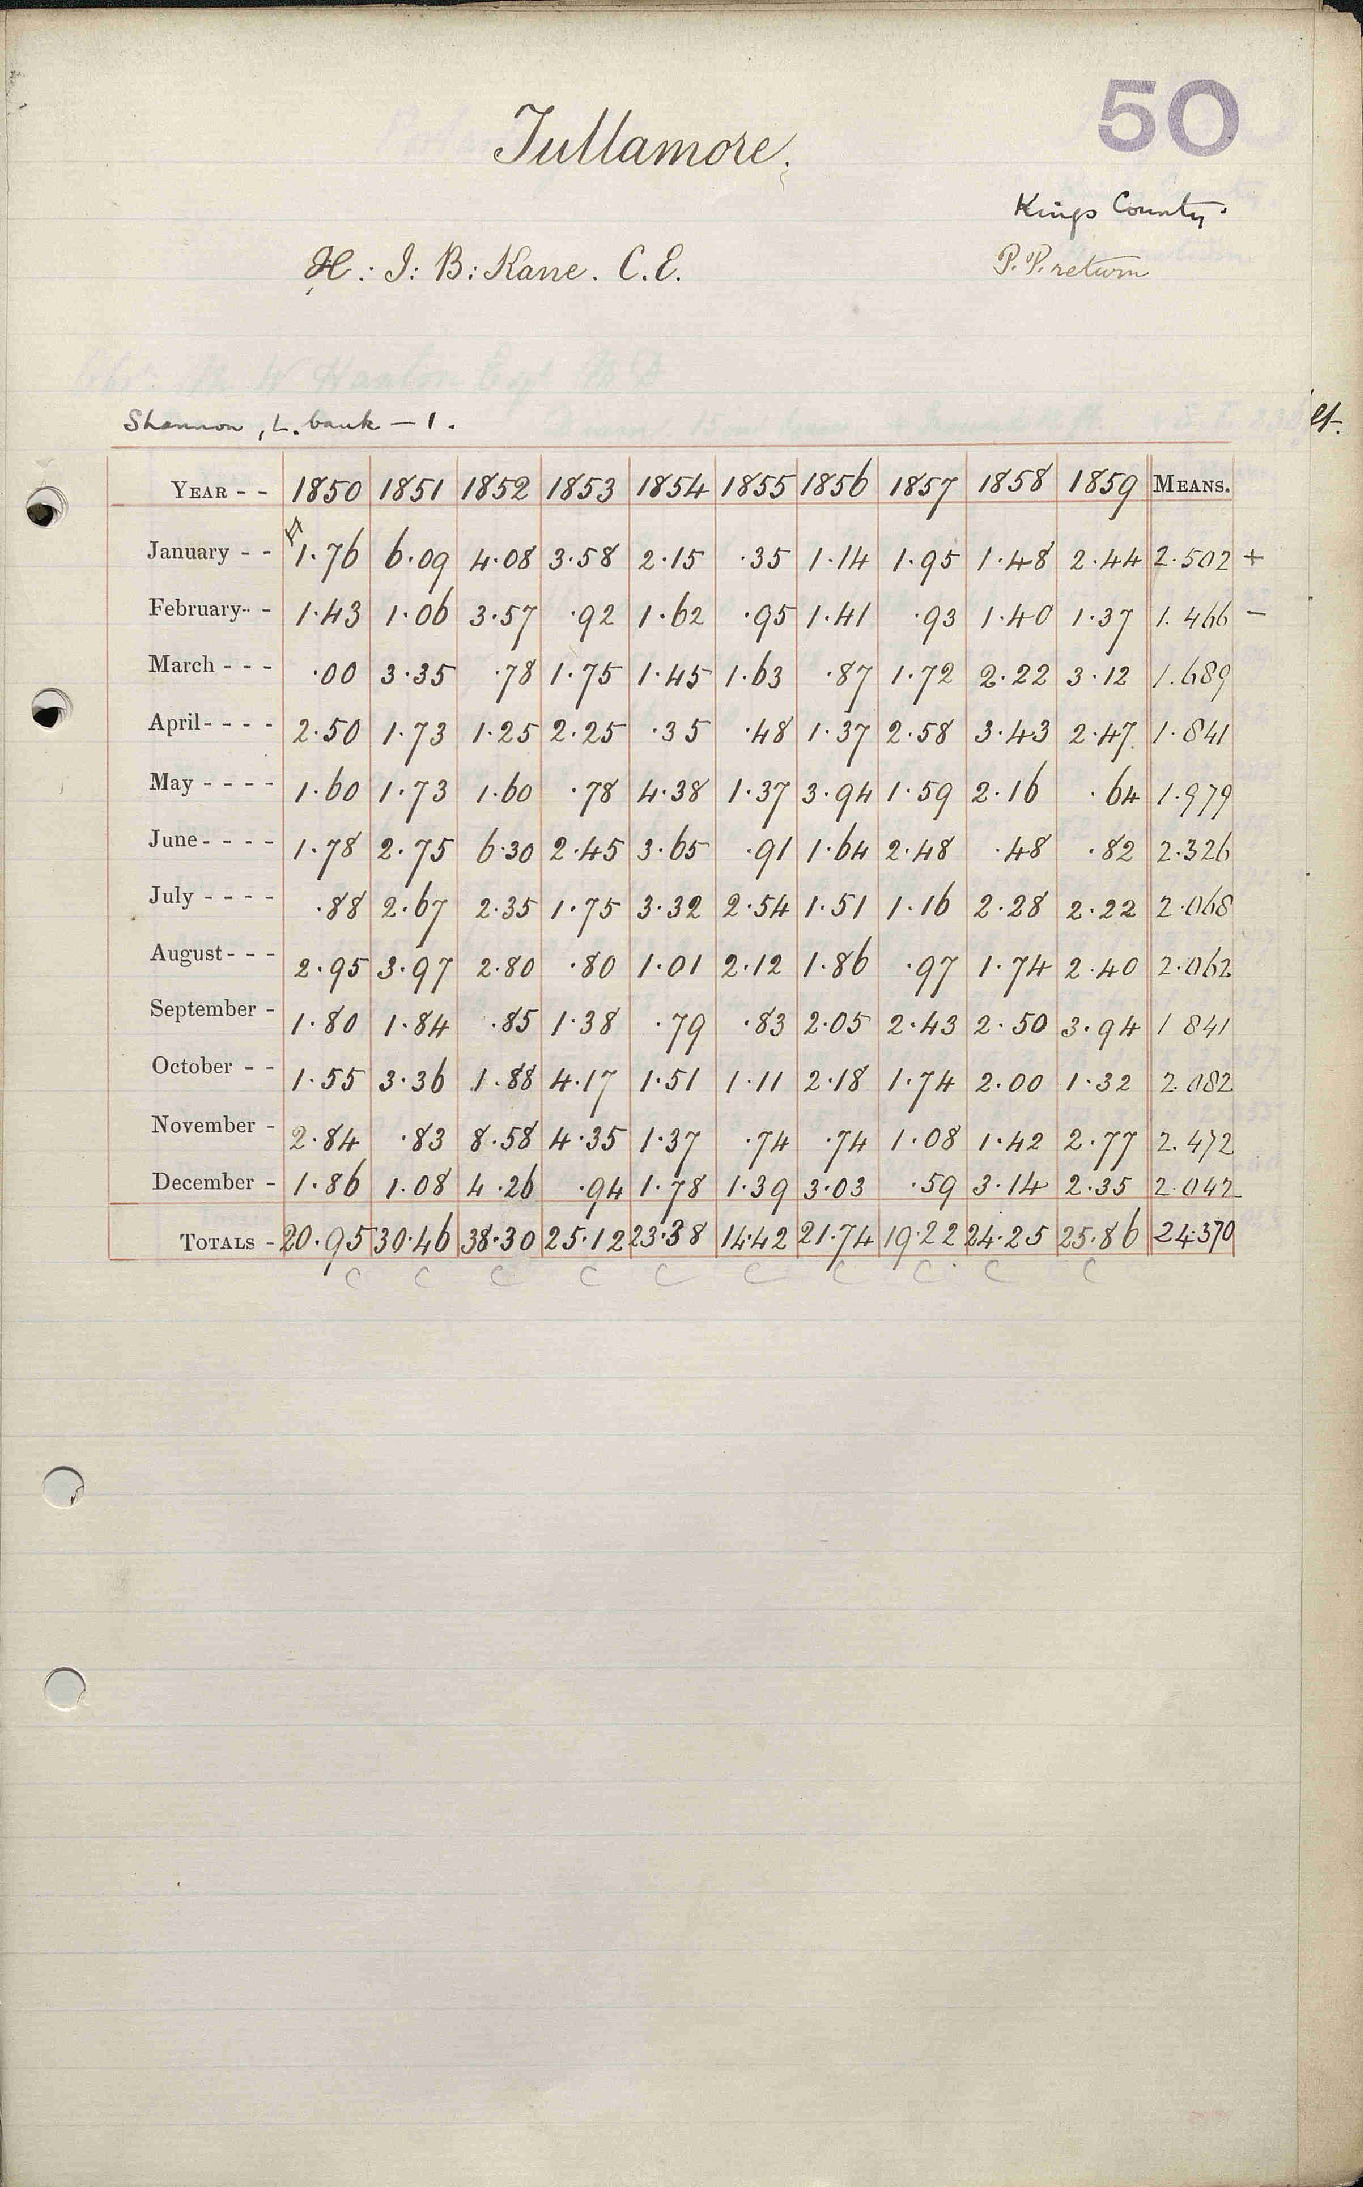 50
Tullamore.
Kings County.
H: I: B: Kane. C.E.
P.P. return
Shannon, L. bank — 1.
YEAR - - 1850 1851 1852 1853 1854 1855 1856 1857 1858 1859 MEANS.
January - - 1.76 6.09 4.08 3.58 2.15 .35 1.14 1.95 1.48 2.44 2.502 +
February - - 1.43 1.06 3.57 .92 1.62 .95 1.41 .93 1.40 1.37 1.466 -
March - - - .00 3.35 .78 1.75 1.45 1.63 .87 1.72 2.22 3.12 1.689
April - - - - 2.50 1.73 1.25 2.25 .35 .48 1.37 2.58 3.43 2.47 1.841
May - - - - 1.60 1.73 1.60 .78 4.38 1.37 3.94 1.59 2.16 .64 1.979
June - - - - 1.78 2.75 6.30 2.45 3.65 .91 1.64 2.48 .48 .82 2.326
July - - - - .88 2.67 2.35 1.75 3.32 2.54 1.51 1.16 2.28 2.22 2.068
August - - - 2.95 3.97 2.80 .80 1.01 2.12 1.86 .97 1.74 2.40 2.062
September - 1.80 1.84 .85 1.38 .79 .83 2.05 2.43 2.50 3.94 1 841
October - - 1.55 3.36 1.88 4.17 1.51 1.11 2.18 1.74 2.00 1.32 2.082
November - 2.84 .83 8.58 4.35 1.37 .74 .74 1.08 1.42 2.77 2.472
December - 1.86 1.08 4.26 .94 1.78 1.39 3.03 .59 3.14 2.35 2.042
TOTALS - 20.95 30.46 38.30 25.12 23.38 14.42 21.74 19.22 24.25 25.86 24.370
C C C C C C C C C C